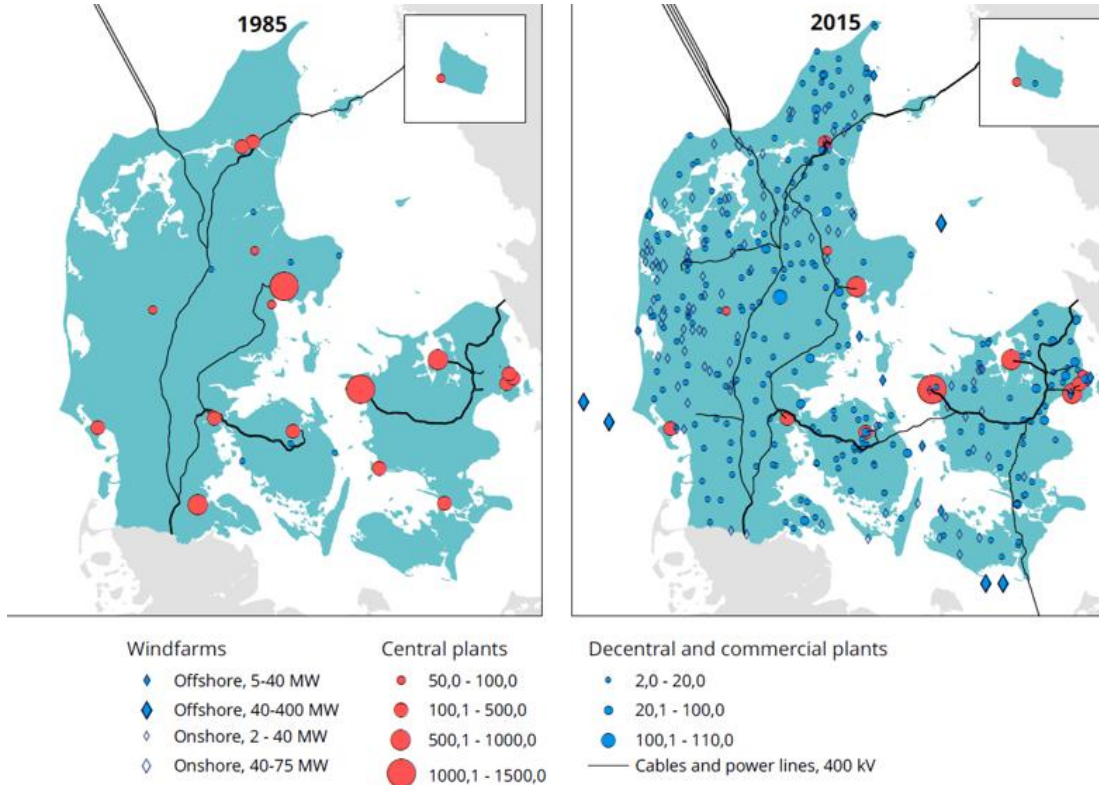 1985
2015
Windfarms
Offshore, 5-40 MW
Offshore, 40-400 MW
Onshore, 2 - 40 MW
Onshore, 40-75 MW
Central plants
50,0 - 100,0
100,1 - 500,0
500,1 - 1000,0
1000,1 - 1500,0
Decentral and commercial plants
2,0 - 20,0
20,1 - 100,0
100,1 - 110,0
Cables and power lines, 400 kV